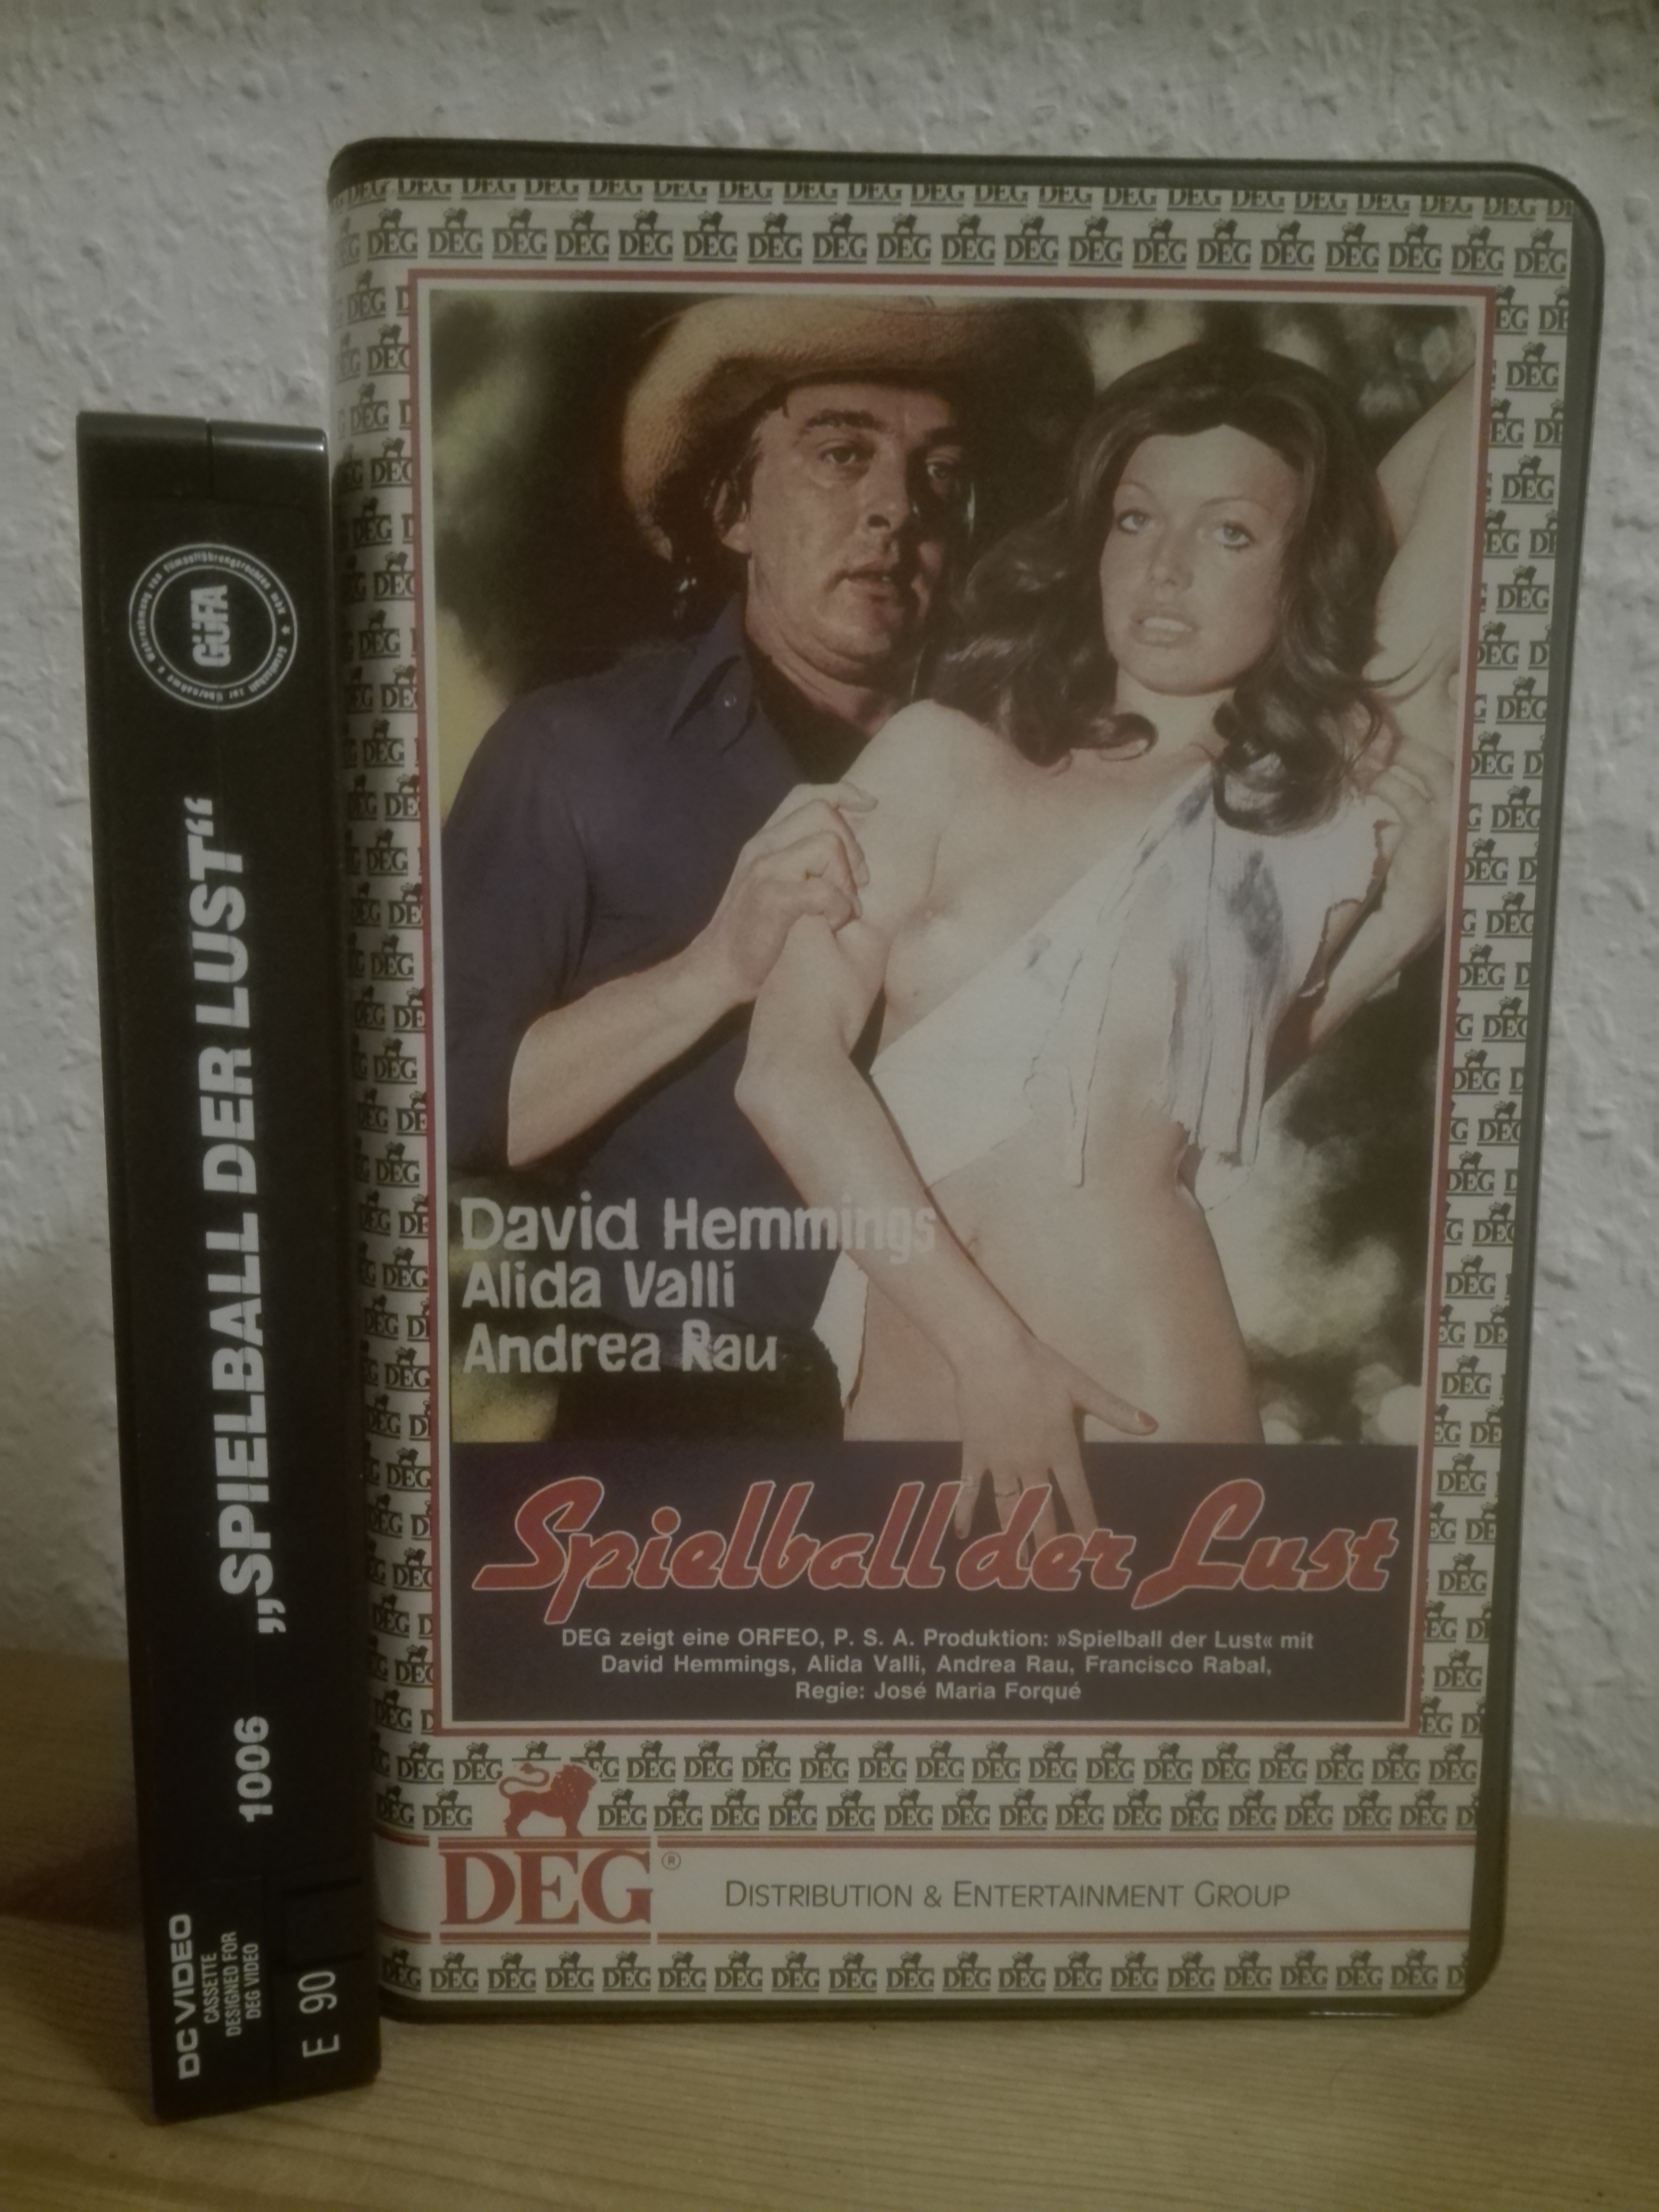 GÜFA
„SPIELBALL DER LUST“
1006
DC VIDEO
CASSETTE
DESIGNED FOR
DEG VIDEO
E 90
David Hemmings
Alida Valli
Andrea Rau
Spielball der Lust
DEG zeigt eine ORFEO, P. S. A. Produktion: »Spielball der Lust« mit
David Hemmings, Alida Valli, Andrea Rau, Francisco Rabal,
Regie: José Maria Forqué
DEG ®
DISTRIBUTION & ENTERTAINMENT GROUP